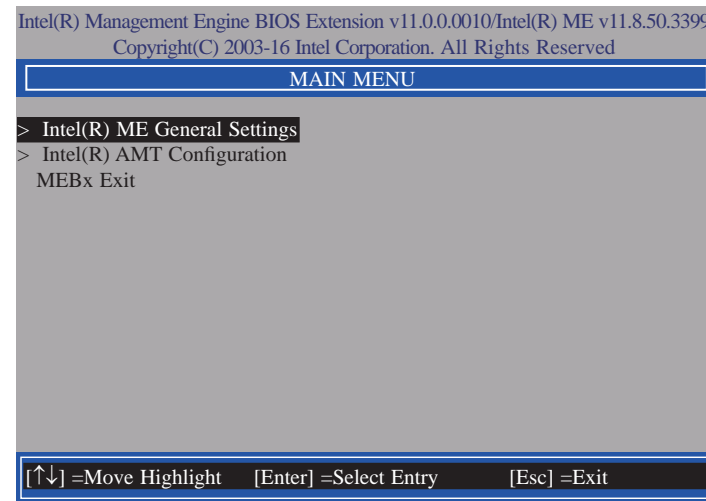 Intel(R) Management Engine BIOS Extension v11.0.0.0010/Intel(R) ME v11.8.50.3399
Copyright(C) 2003-16 Intel Corporation. All Rights Reserved
MAIN MENU
> Intel(R) ME General Settings
> Intel(R) AMT Configuration
MEBx Exit
[↑↓] =Move Highlight [Enter] =Select Entry [Esc] =Exit